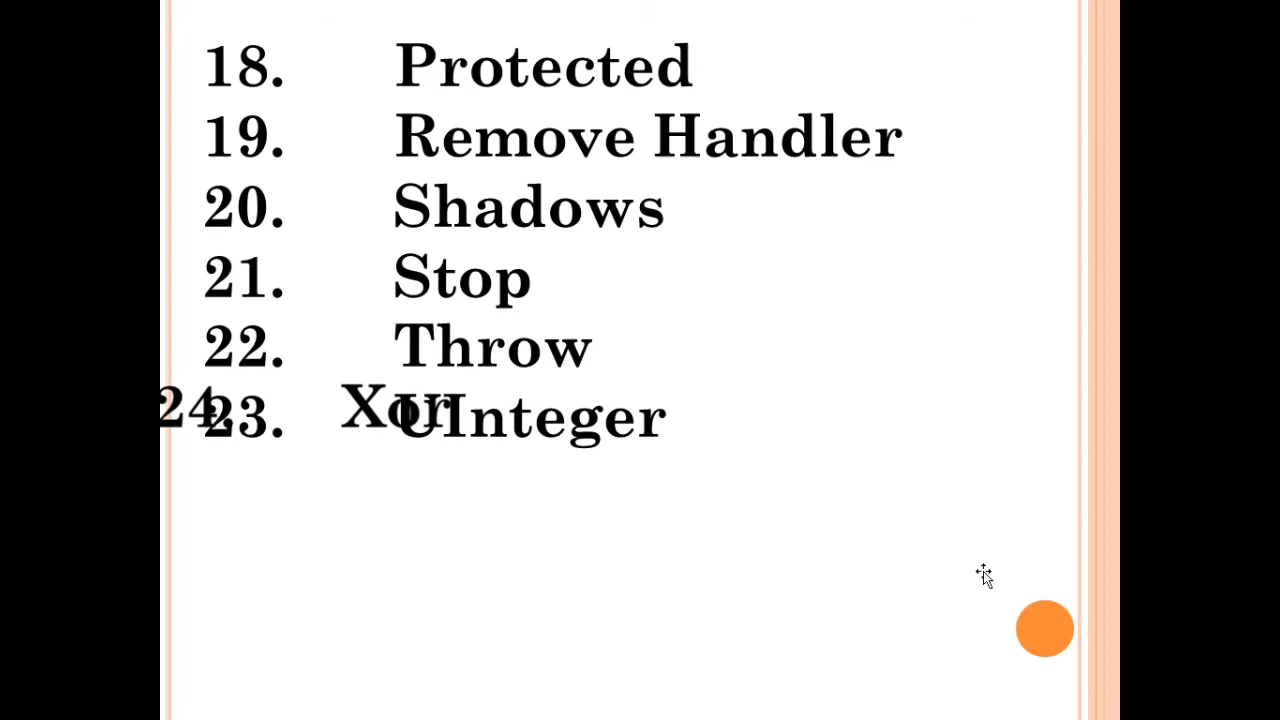 18. Protected
19. Remove Handler
20. Shadows
21. Stop
22. Throw
23. UInteger
24. Xor